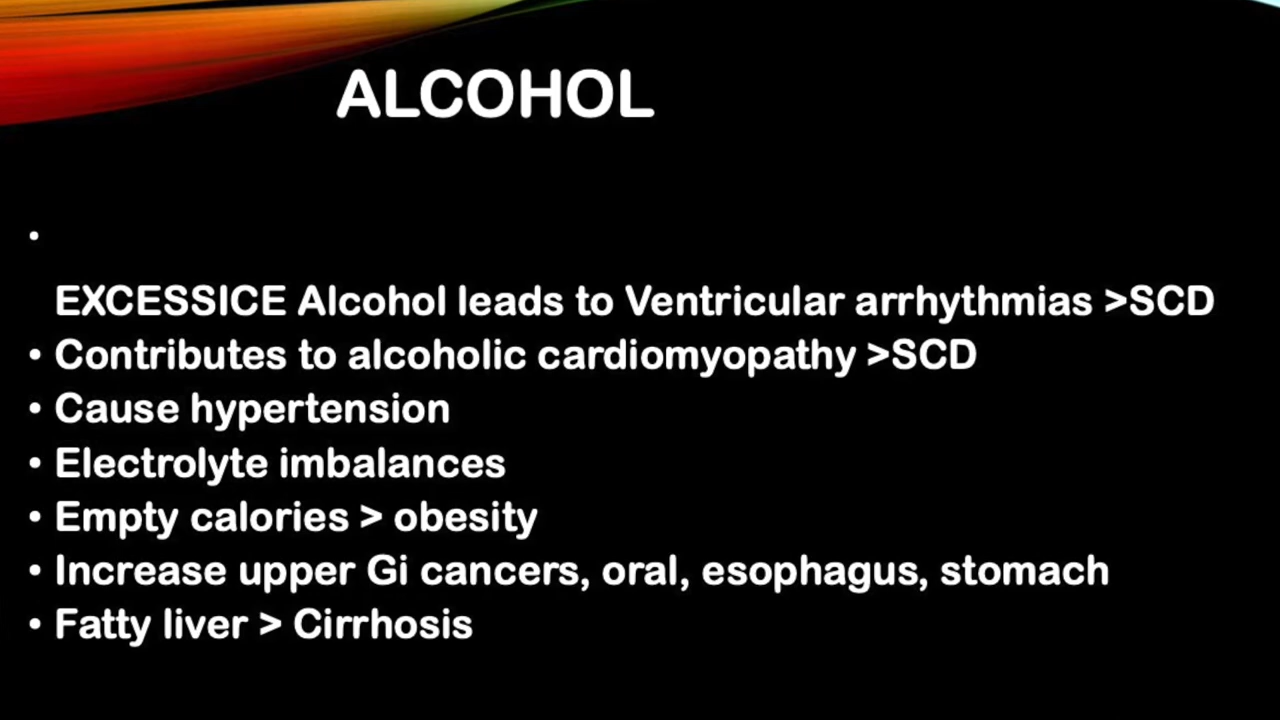 ALCOHOL
•
EXCESSICE Alcohol leads to Ventricular arrhythmias >SCD
• Contributes to alcoholic cardiomyopathy >SCD
• Cause hypertension
• Electrolyte imbalances
• Empty calories > obesity
• Increase upper Gi cancers, oral, esophagus, stomach
• Fatty liver > Cirrhosis